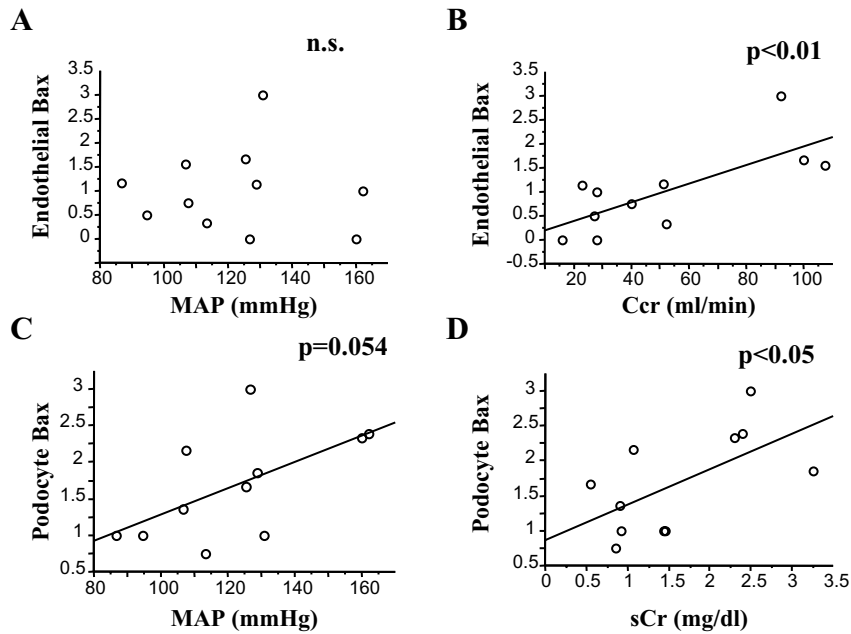 A
n.s.
Endothelial Bax
3.5
3
2.5
2
1.5
1
0.5
0
80 100 120 140 160
MAP (mmHg)
B
p<0.01
Endothelial Bax
3.5
3
2.5
2
1.5
1
0.5
0
-0.5
20 40 60 80 100
Ccr (ml/min)
C
p=0.054
Podocyte Bax
3
2.5
2
1.5
1
0.5
80 100 120 140 160
MAP (mmHg)
D
p<0.05
Podocyte Bax
3
2.5
2
1.5
1
0.5
0 0.5 1 1.5 2 2.5 3 3.5
sCr (mg/dl)